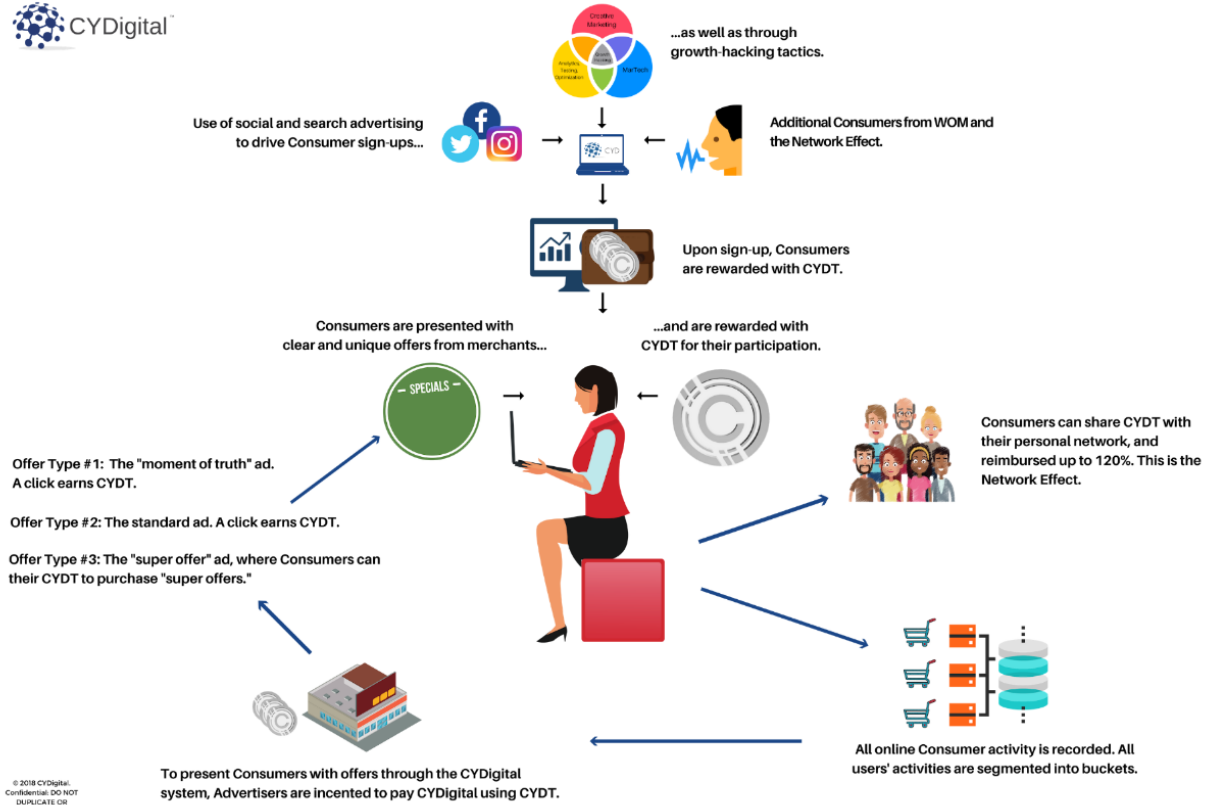 CYDigital™
Creative
Marketing
Analytics
Testing
Optimization
MarTech
...as well as through
growth-hacking tactics.
Use of social and search advertising
to drive Consumer sign-ups...
CYD
Additional Consumers from WOM and
the Network Effect.
Upon sign-up, Consumers
are rewarded with CYDT.
Consumers are presented with
clear and unique offers from merchants...
...and are rewarded with
CYDT for their participation.
– SPECIALS –
Consumers can share CYDT with
their personal network, and
reimbursed up to 120%. This is the
Network Effect.
Offer Type #1: The "moment of truth" ad.
A click earns CYDT.
Offer Type #2: The standard ad. A click earns CYDT.
Offer Type #3: The "super offer" ad, where Consumers can
their CYDT to purchase "super offers."
All online Consumer activity is recorded. All
users' activities are segmented into buckets.
To present Consumers with offers through the CYDigital
system, Advertisers are incented to pay CYDigital using CYDT.
© 2018 CYDigital.
Confidential: DO NOT
DUPLICATE OR